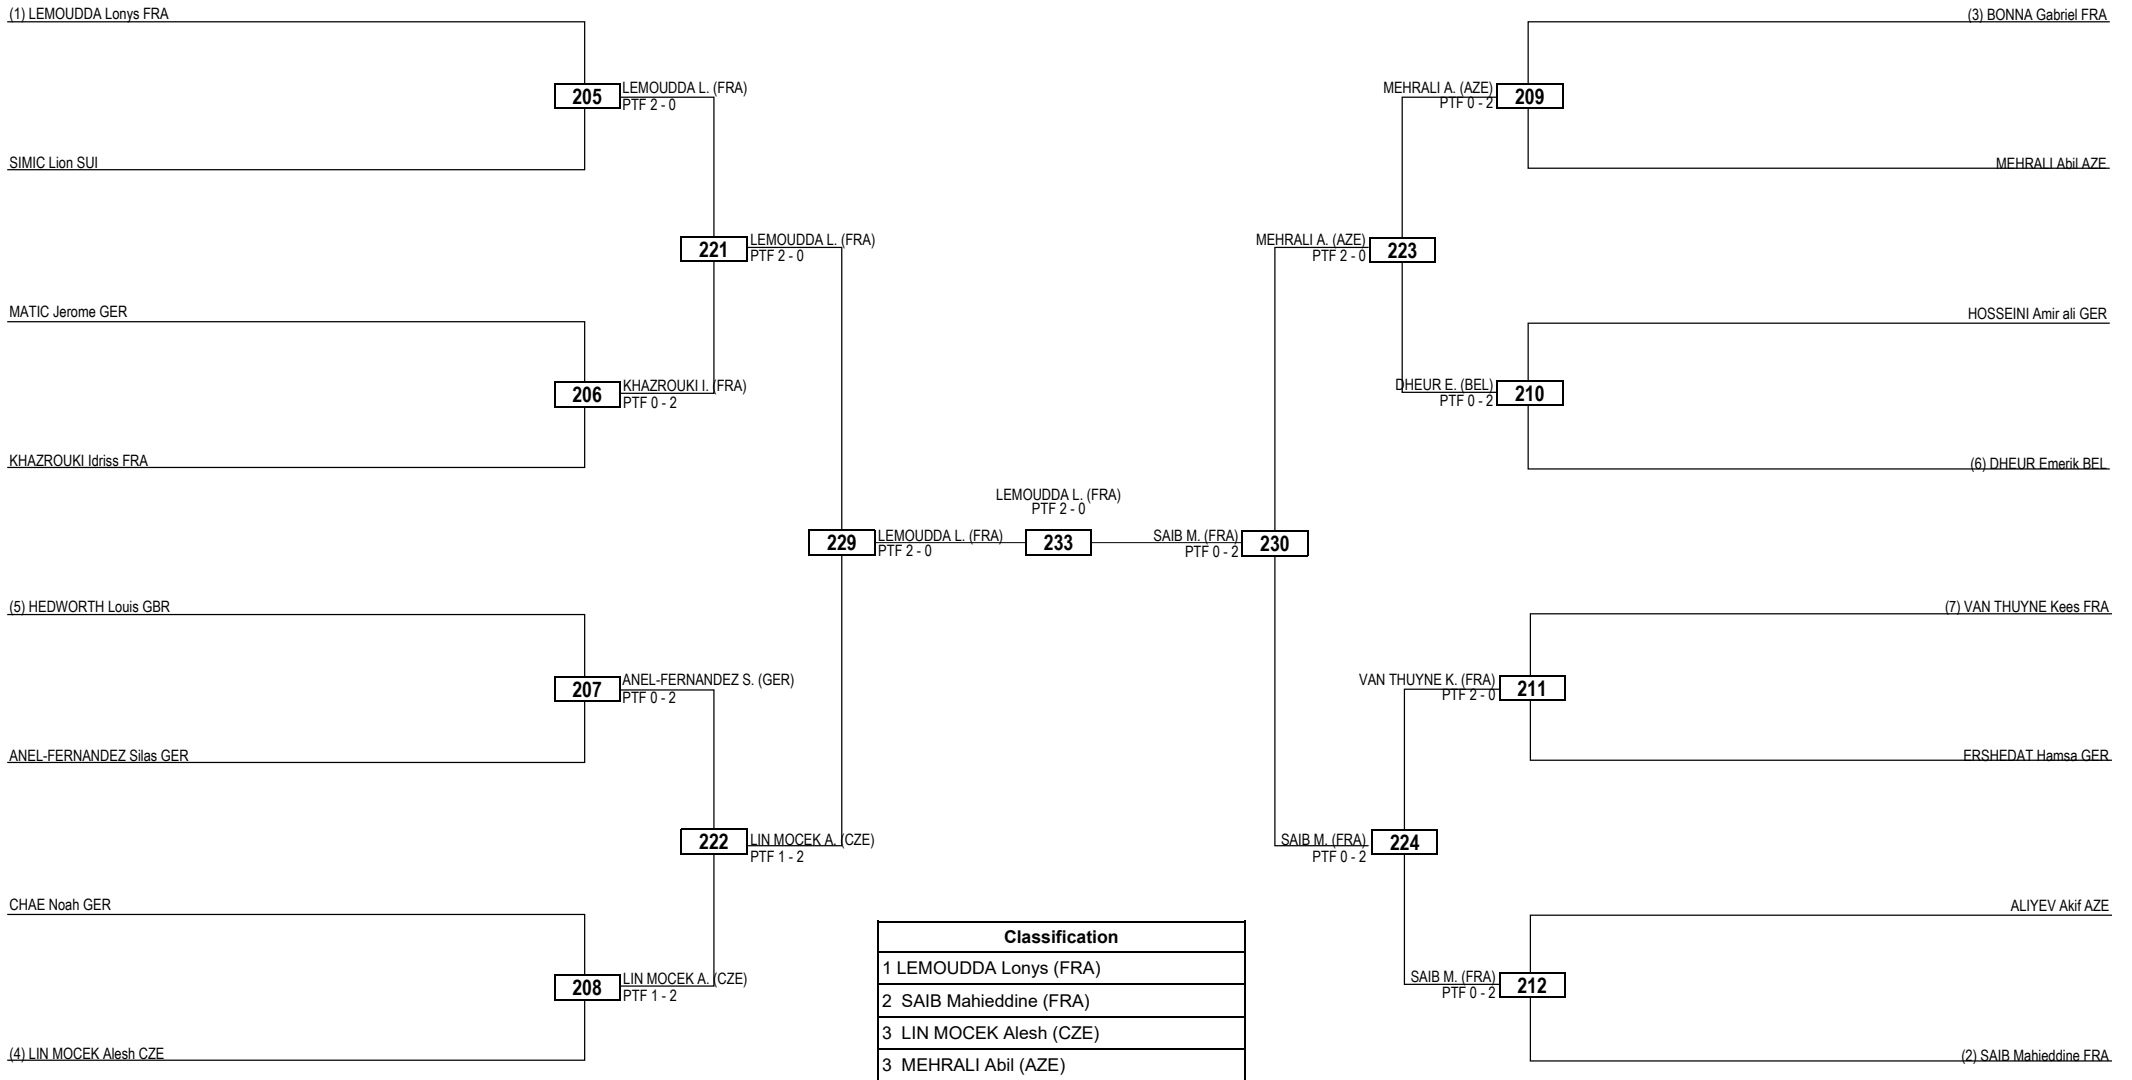 (1) LEMOUDDA Lonys FRA
(3) BONNA Gabriel FRA
205
LEMOUDDA L. (FRA)
PTF 2 - 0
MEHRALI A. (AZE)
PTF 0 - 2
209
SIMIC Lion SUI
MEHRALI Abil AZE
221
LEMOUDDA L. (FRA)
PTF 2 - 0
MEHRALI A. (AZE)
PTF 2 - 0
223
MATIC Jerome GER
HOSSEINI Amir ali GER
206
KHAZROUKI I. (FRA)
PTF 0 - 2
DHEUR E. (BEL)
PTF 0 - 2
210
KHAZROUKI Idriss FRA
(6) DHEUR Emerik BEL
LEMOUDDA L. (FRA)
PTF 2 - 0
229
LEMOUDDA L. (FRA)
PTF 2 - 0
233
SAIB M. (FRA)
PTF 0 - 2
230
(5) HEDWORTH Louis GBR
(7) VAN THUYNE Kees FRA
207
ANEL-FERNANDEZ S. (GER)
PTF 0 - 2
VAN THUYNE K. (FRA)
PTF 2 - 0
211
ANEL-FERNANDEZ Silas GER
ERSHEDAT Hamsa GER
222
LIN MOCEK A. (CZE)
PTF 1 - 2
SAIB M. (FRA)
PTF 0 - 2
224
CHAE Noah GER
ALIYEV Akif AZE
208
LIN MOCEK A. (CZE)
PTF 1 - 2
SAIB M. (FRA)
PTF 0 - 2
212
(4) LIN MOCEK Alesh CZE
(2) SAIB Mahieddine FRA
Classification
1 LEMOUDDA Lonys (FRA)
2 SAIB Mahieddine (FRA)
3 LIN MOCEK Alesh (CZE)
3 MEHRALI Abil (AZE)